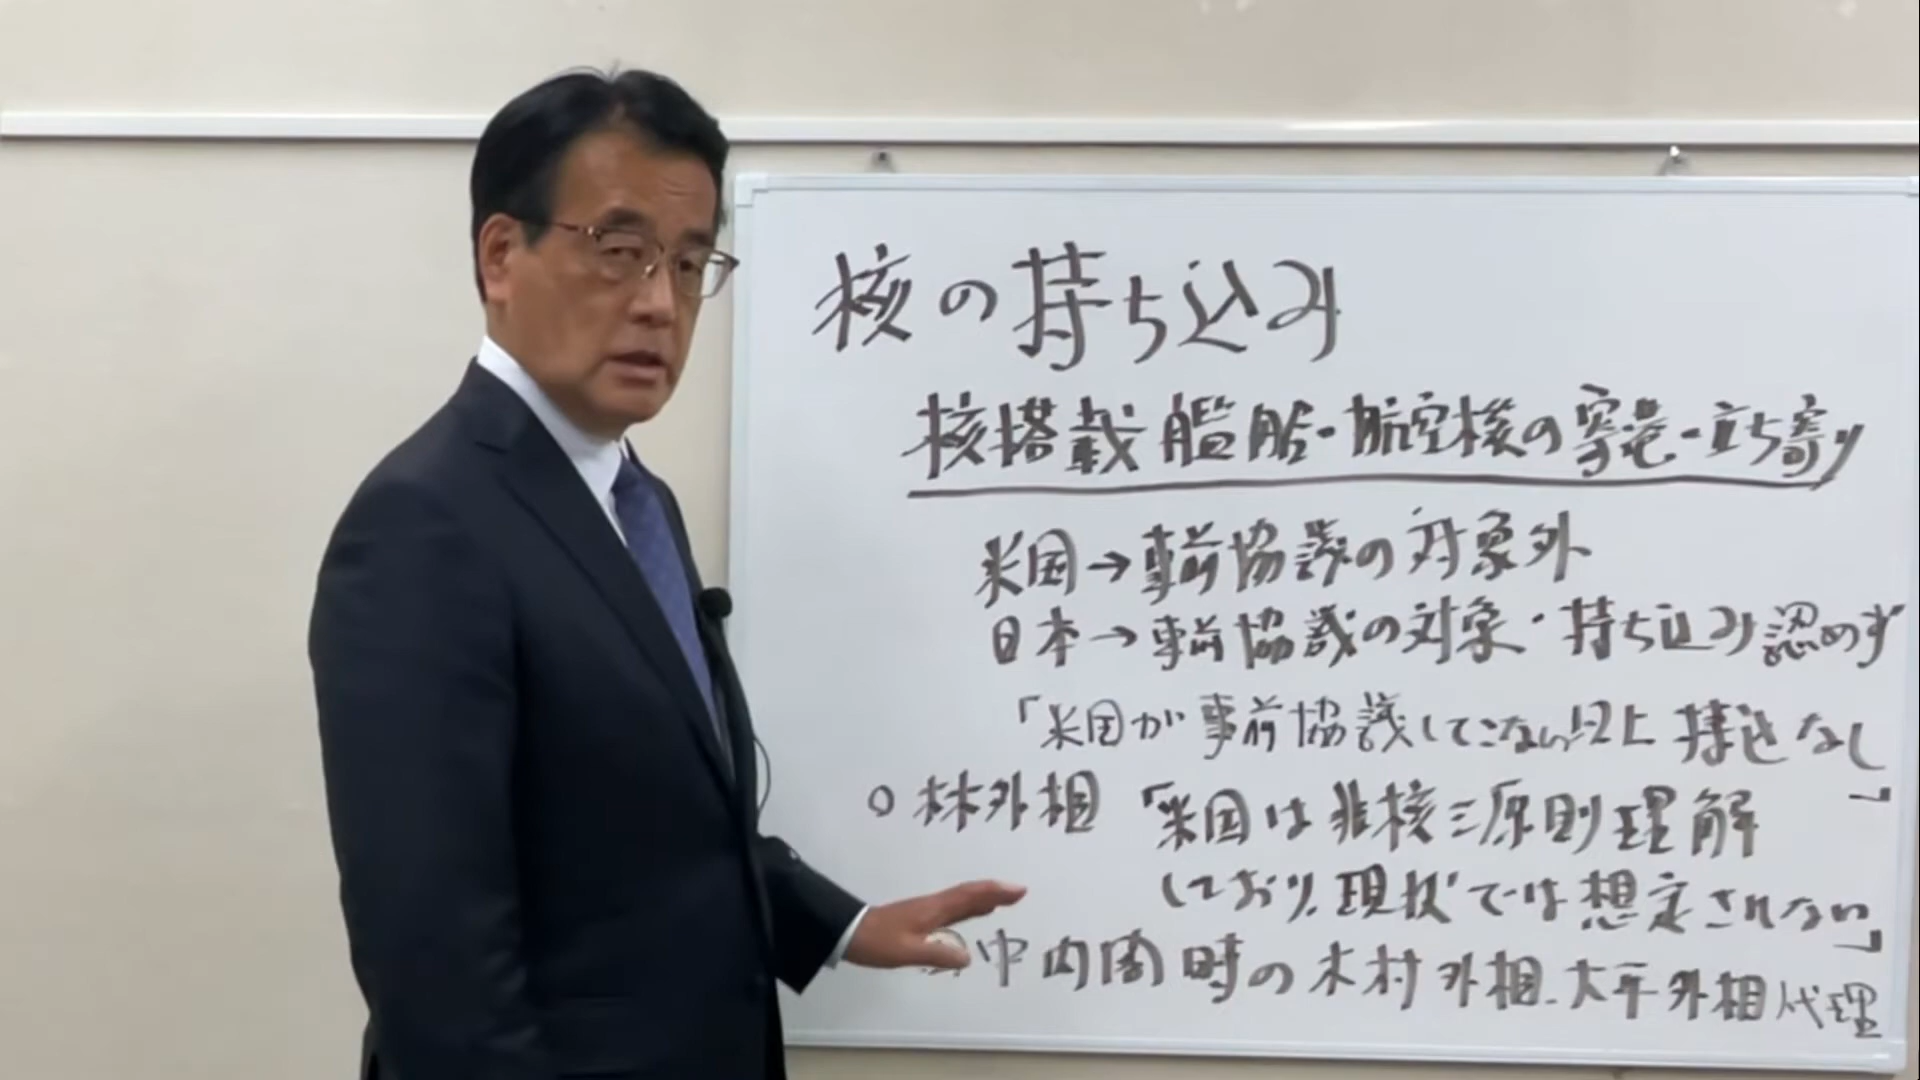 核の持ち込み
核搭載艦船・航空機の寄港・立ち寄り
米国→事前協議の対象外
日本→事前協議の対象・持ち込み認めず
「米国が事前協議してこない以上持込なし」
○林外相「米国は非核三原則理解
しており、現状では想定されない」
中内閣時の木村外相、大平外相代理